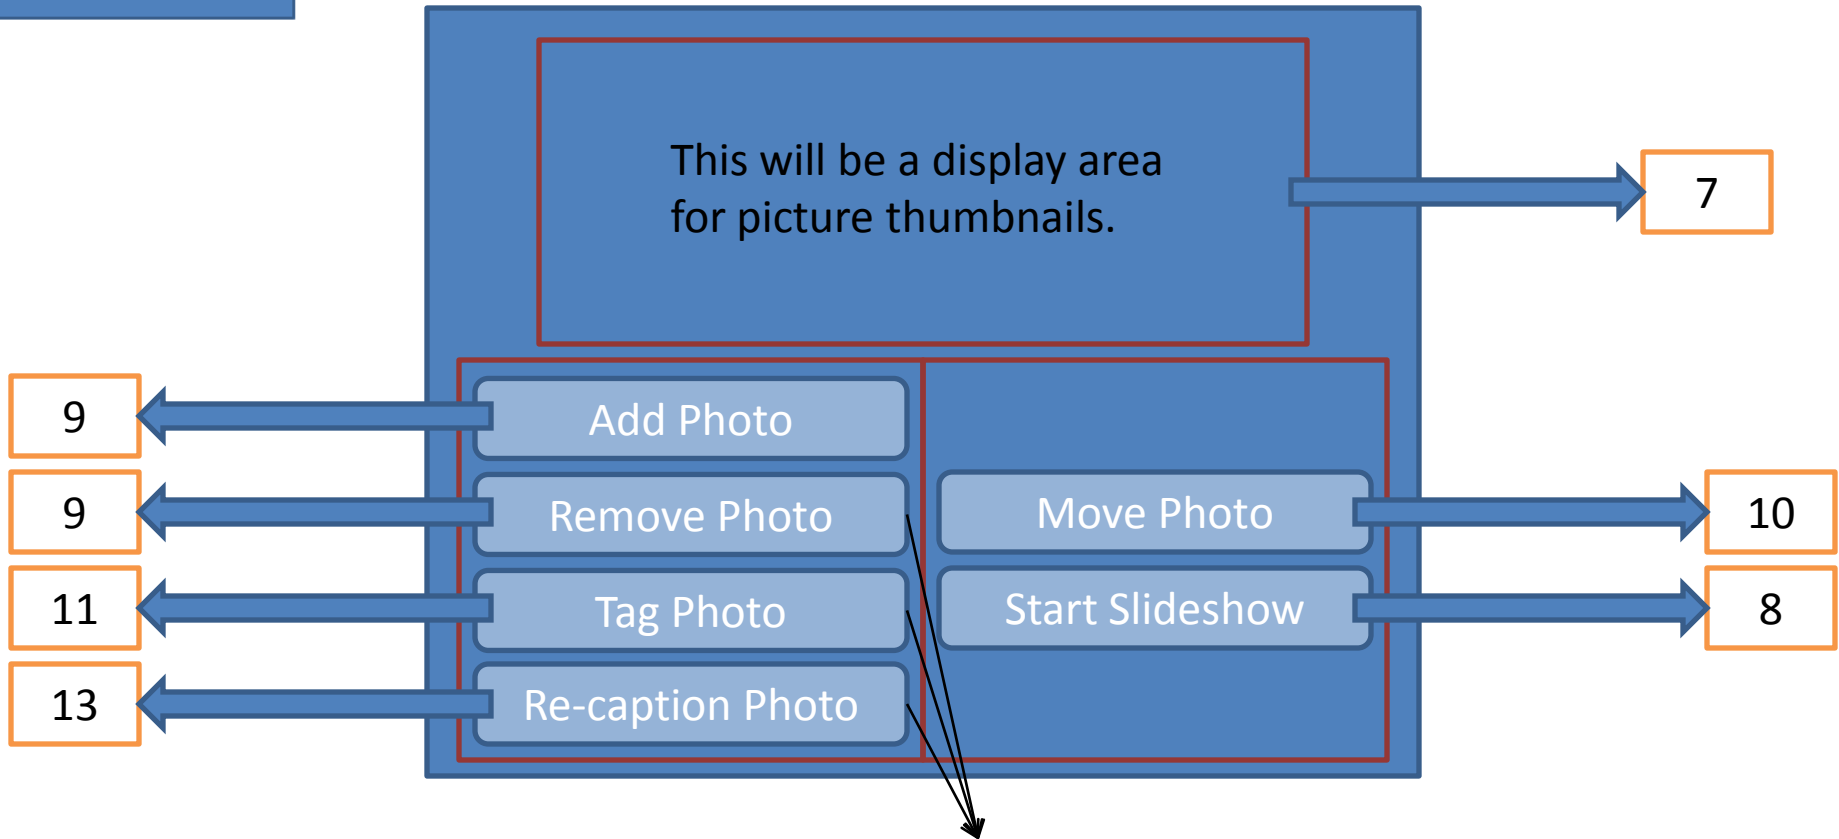 This will be a display area
for picture thumbnails.
7
9
Add Photo
9
Remove Photo
Move Photo
10
11
Tag Photo
Start Slideshow
8
13
Re-caption Photo